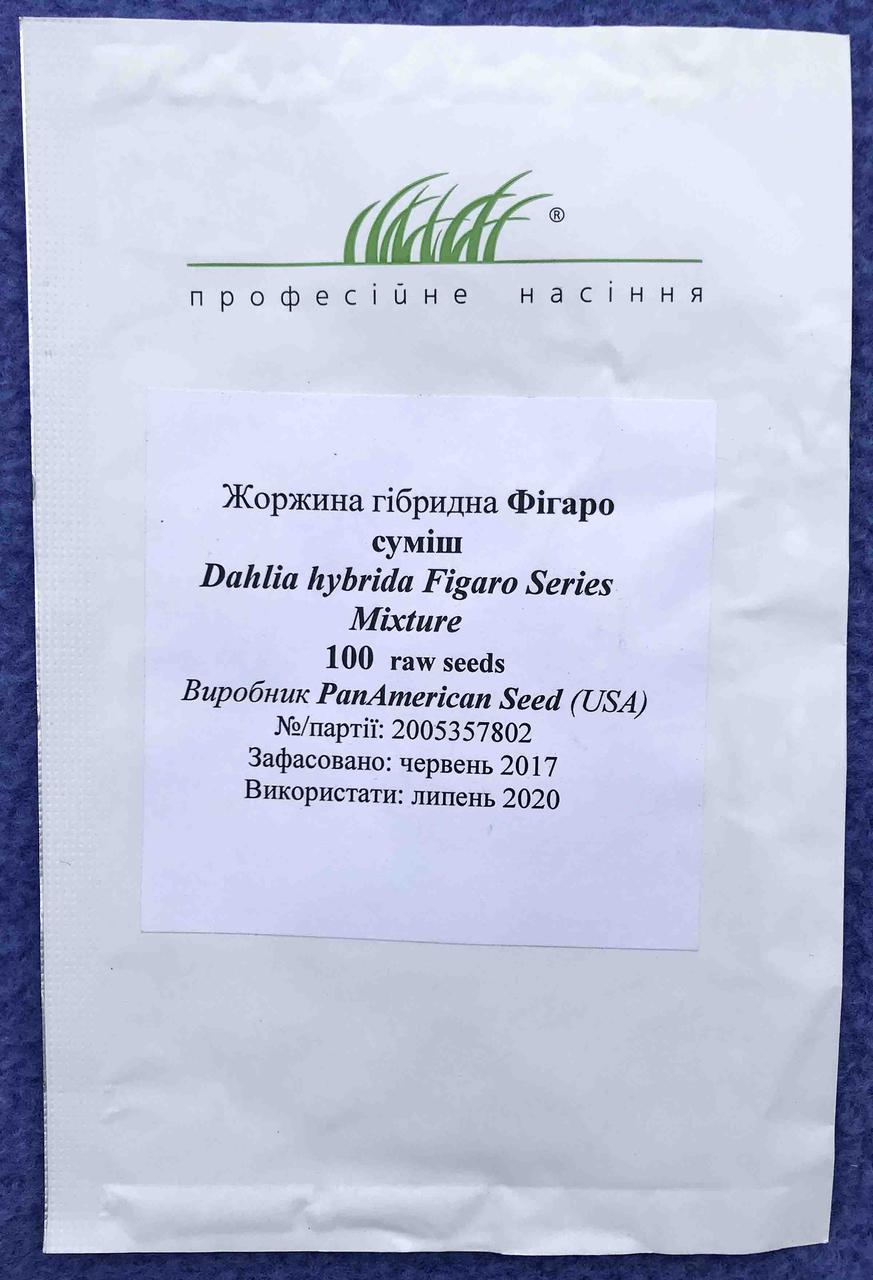 ®
професійне насіння
Жоржина гібридна Фігаро
суміш
Dahlia hybrida Figaro Series
Mixture
100 raw seeds
Виробник PanAmerican Seed (USA)
№/партії: 2005357802
Зафасовано: червень 2017
Використати: липень 2020